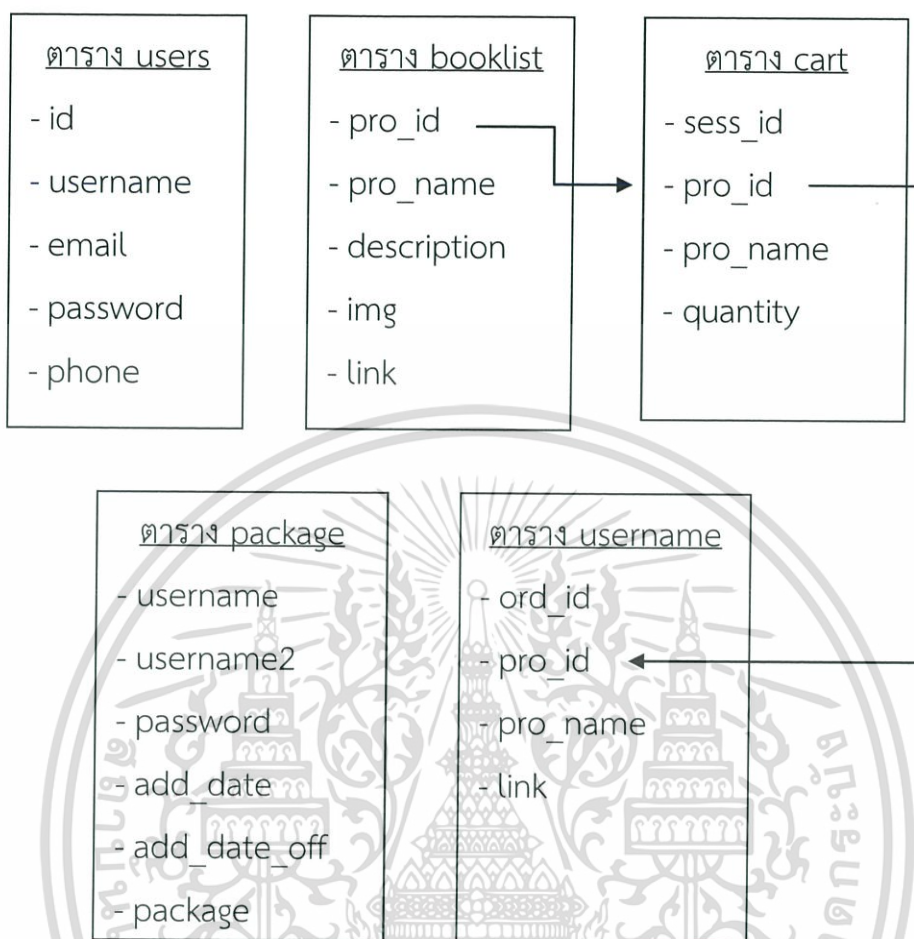 ตาราง users
- id
- username
- email
- password
- phone
ตาราง booklist
- pro_id
- pro_name
- description
- img
- link
ตาราง cart
- sess_id
- pro_id
- pro_name
- quantity
ตาราง package
- username
- username2
- password
- add_date
- add_date_off
- package
ตาราง username
- ord_id
- pro_id
- pro_name
- link